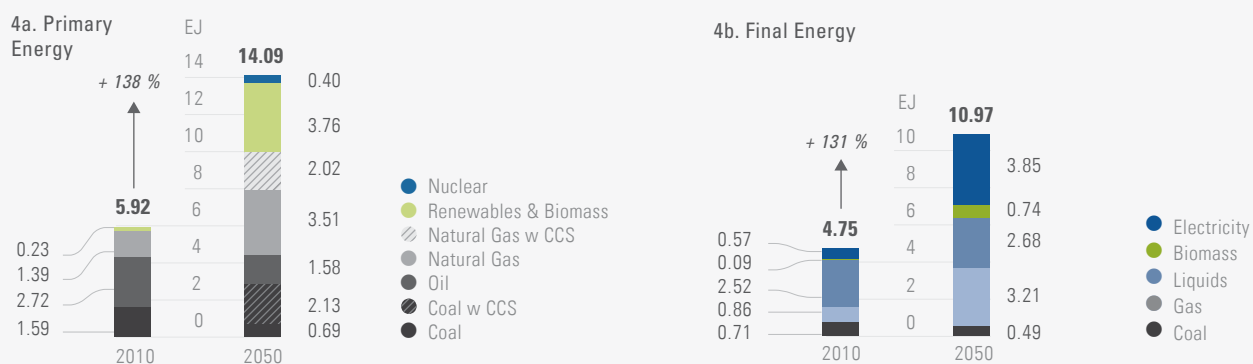 4a. Primary
Energy
EJ
14
12
10
8
6
4
2
0
+ 138 %
5.92
14.09
0.23
1.39
2.72
1.59
0.40
3.76
2.02
3.51
1.58
2.13
0.69
2010
2050
Nuclear
Renewables & Biomass
Natural Gas w CCS
Natural Gas
Oil
Coal w CCS
Coal
4b. Final Energy
EJ
10
8
6
4
2
0
+ 131 %
4.75
10.97
0.57
0.09
2.52
0.86
0.71
3.85
0.74
2.68
3.21
0.49
2010
2050
Electricity
Biomass
Liquids
Gas
Coal